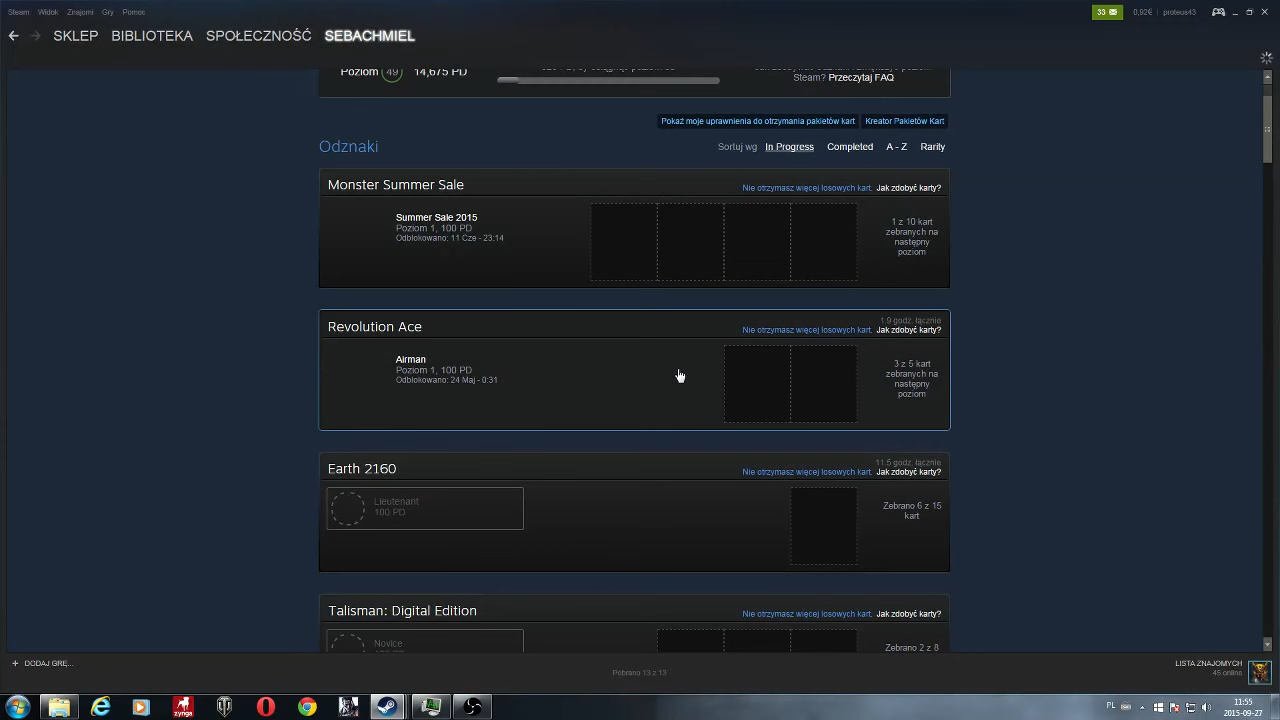 Steam Widok Znajomi Gry Pomoc
33 0,92€ proteus43
SKLEP BIBLIOTEKA SPOŁECZNOŚĆ SEBACHMIEL
Poziom 49 14,675 PD
Steam? Przeczytaj FAQ
Pokaż moje uprawnienia do otrzymania pakietów kart Kreator Pakietów Kart
Odznaki
Sortuj wg In Progress Completed A - Z Rarity
Monster Summer Sale
Nie otrzymasz więcej losowych kart. Jak zdobyć karty?
Summer Sale 2015
Poziom 1, 100 PD
Odblokowano: 11 Cze - 23:14
1 z 10 kart
zebranych na
następny
poziom
1.9 godz. łącznie
Revolution Ace
Nie otrzymasz więcej losowych kart. Jak zdobyć karty?
Airman
Poziom 1, 100 PD
Odblokowano: 24 Maj - 0:31
3 z 5 kart
zebranych na
następny
poziom
11.5 godz. łącznie
Earth 2160
Nie otrzymasz więcej losowych kart. Jak zdobyć karty?
Lieutenant
100 PD
Zebrano 6 z 15
kart
Talisman: Digital Edition
Nie otrzymasz więcej losowych kart. Jak zdobyć karty?
Novice
Zebrano 2 z 8
+ DODAJ GRĘ...
Pobrano 13 z 13
LISTA ZNAJOMYCH
45 online
zynga
PL
11:55
2015-09-27